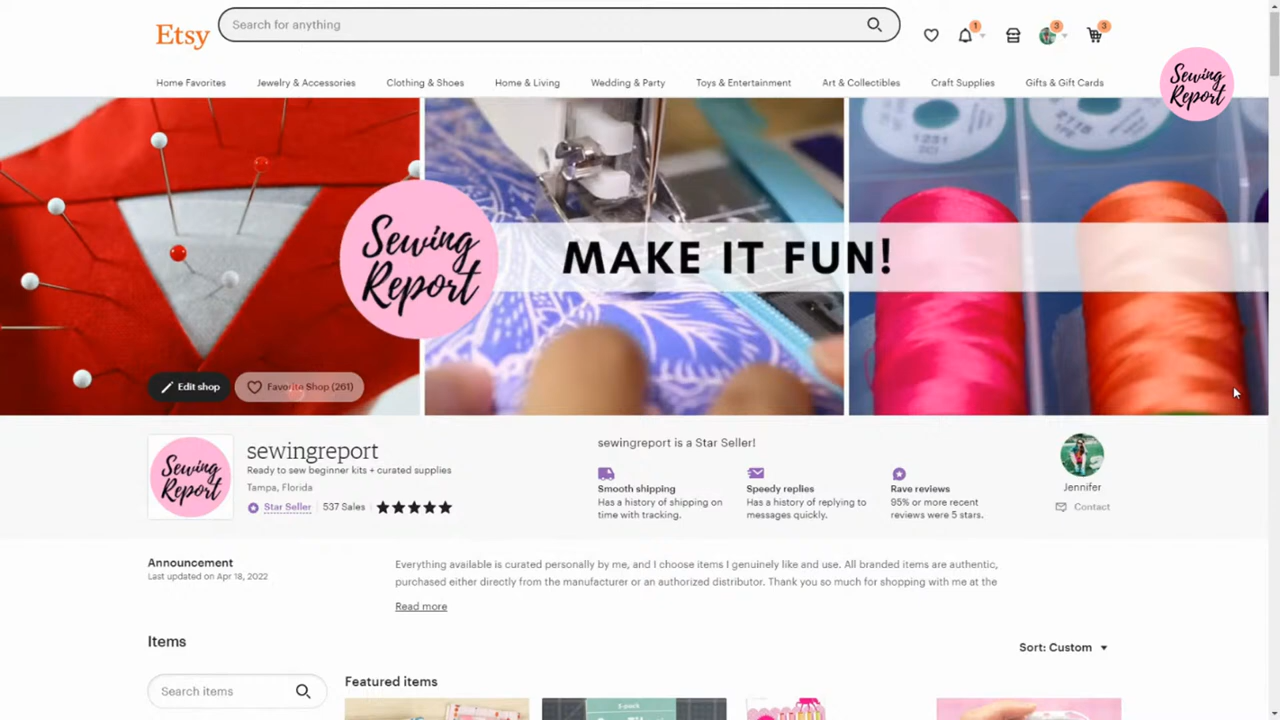 Etsy
Search for anything
1
3
3
Home Favorites
Jewelry & Accessories
Clothing & Shoes
Home & Living
Wedding & Party
Toys & Entertainment
Art & Collectibles
Craft Supplies
Gifts & Gift Cards
Sewing
Report
1231
2118
Sewing
Report
MAKE IT FUN!
Edit shop
Favorite Shop (261)
Sewing
Report
sewingreport
Ready to sew beginner kits + curated supplies
Tampa, Florida
Star Seller
537 Sales
sewingreport is a Star Seller!
Smooth shipping
Has a history of shipping on
time with tracking.
Speedy replies
Has a history of replying to
messages quickly.
Rave reviews
95% or more recent
reviews were 5 stars.
Jennifer
Contact
Announcement
Last updated on Apr 18, 2022
Everything available is curated personally by me, and I choose items I genuinely like and use. All branded items are authentic,
purchased either directly from the manufacturer or an authorized distributor. Thank you so much for shopping with me at the
Read more
Items
Sort: Custom
Search items
Featured items
5-pack